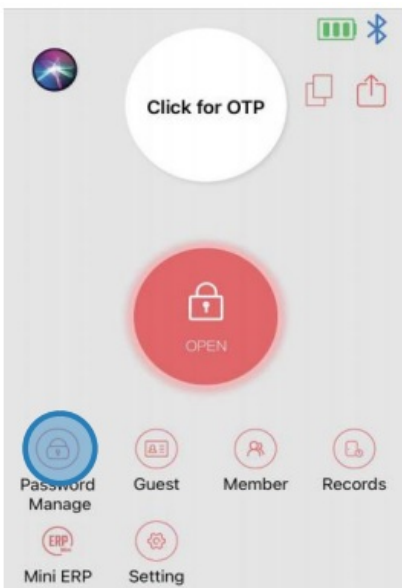 Click for OTP
OPEN
Password
Manage
Guest
Member
Records
ERP
Mini ERP
Setting